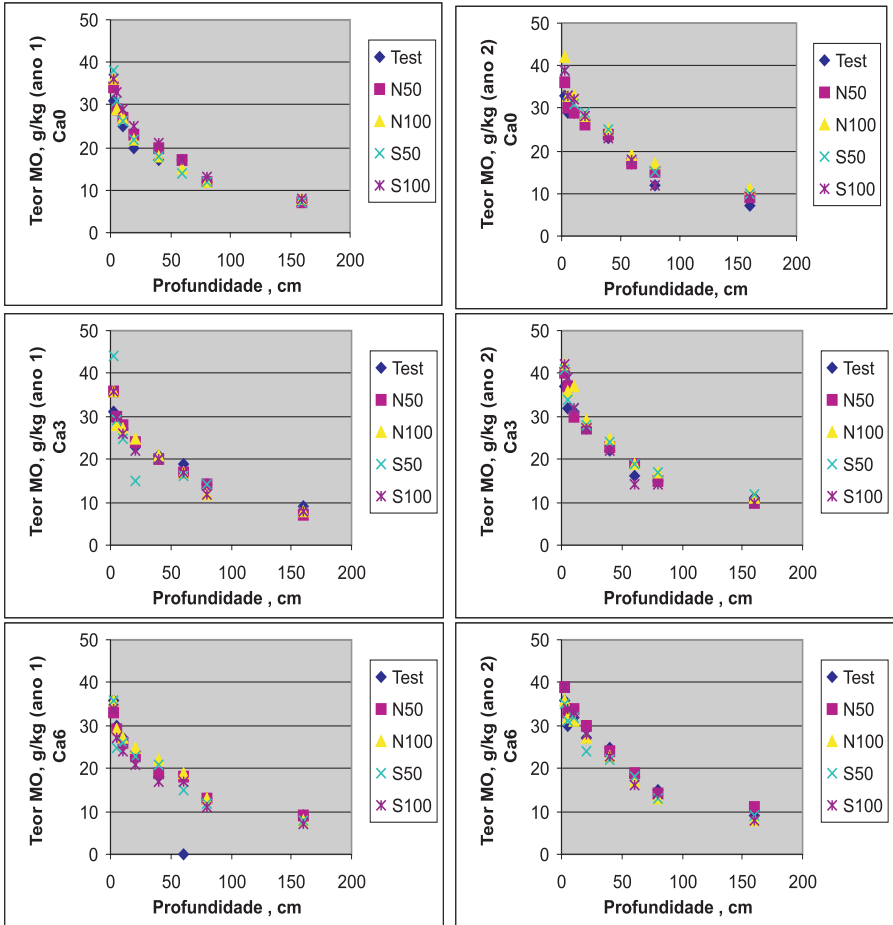 Teor MO, g/kg (ano 1)
Ca0
50
40
30
20
10
0
0 50 100 150 200
Profundidade , cm
Test
N50
N100
S50
S100
Teor MO, g/kg (ano 2)
Ca0
50
40
30
20
10
0
0 50 100 150 200
Profundidade, cm
Test
N50
N100
S50
S100
Teor MO, g/kg (ano 1)
Ca3
50
40
30
20
10
0
0 50 100 150 200
Profundidade , cm
Test
N50
N100
S50
S100
Teor MO, g/kg (ano 2)
Ca3
50
40
30
20
10
0
0 50 100 150 200
Profundidade , cm
Test
N50
N100
S50
S100
Teor MO, g/kg (ano 1)
Ca6
50
40
30
20
10
0
0 50 100 150 200
Profundidade , cm
Test
N50
N100
S50
S100
Teor MO, g/kg (ano 2)
Ca6
50
40
30
20
10
0
0 50 100 150 200
Profundidade , cm
Test
N50
N100
S50
S100